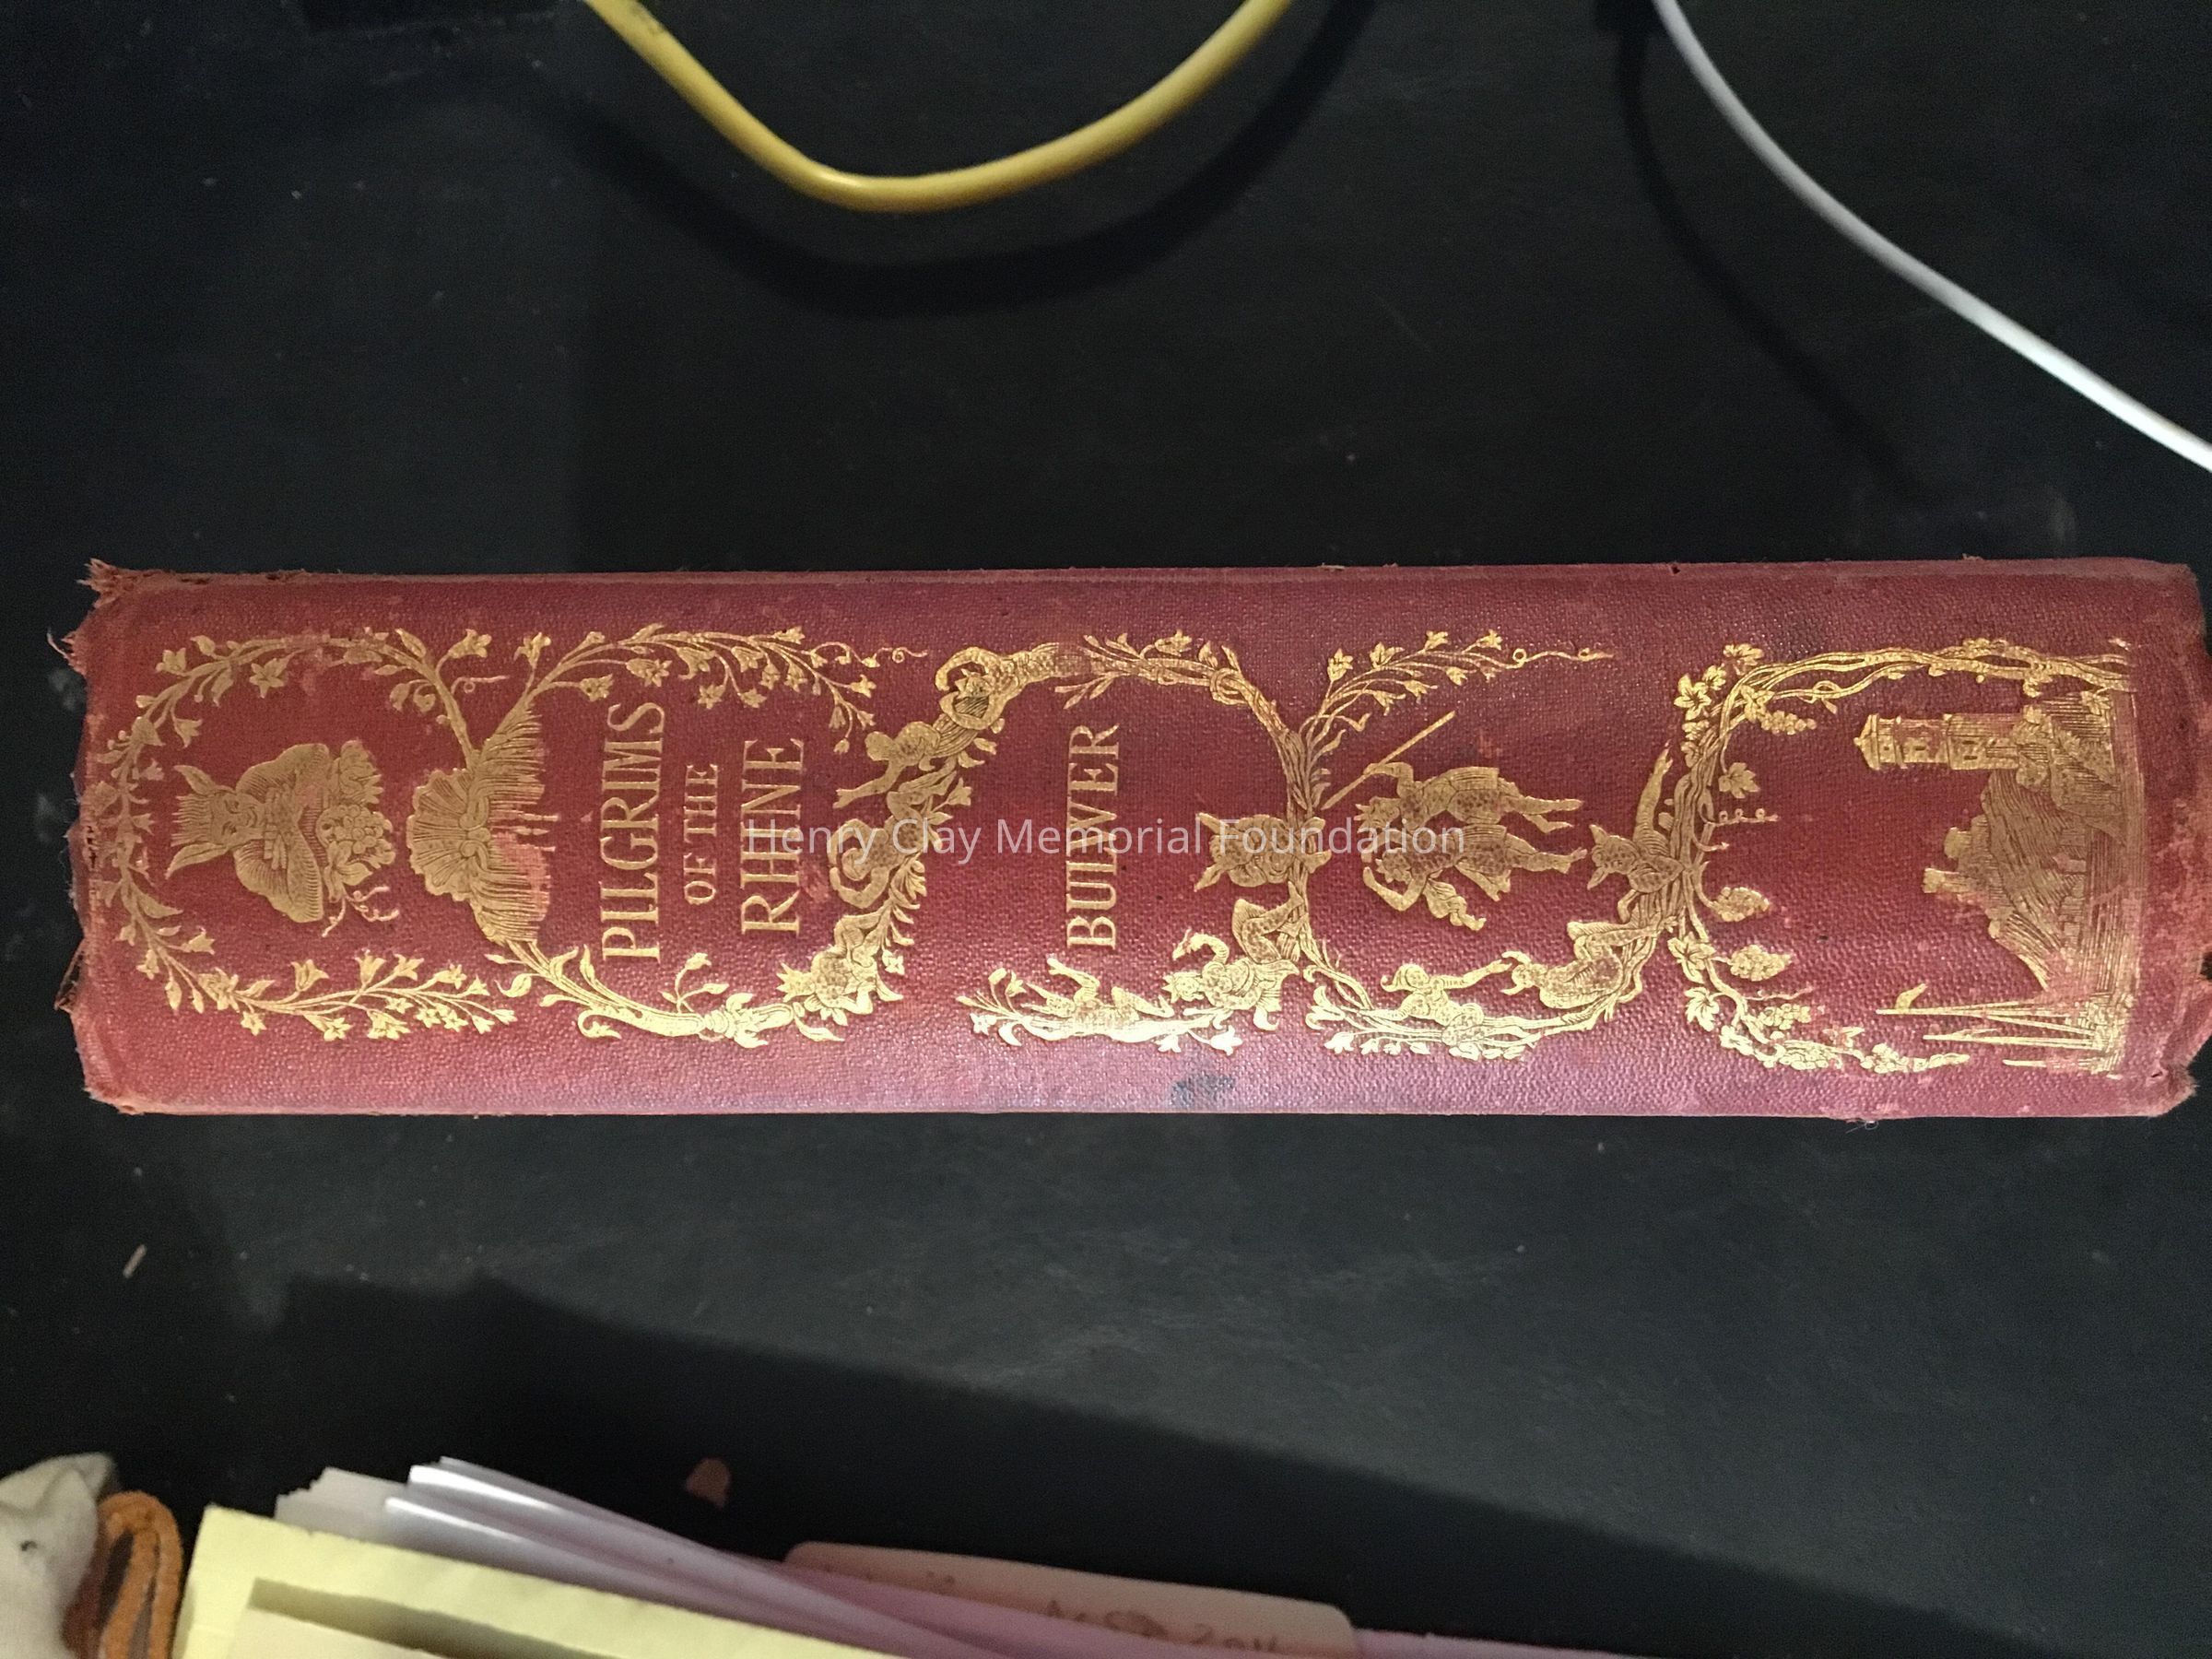 PILGRIMS
OF THE
RHINE
BULWER
Henry Clay Memorial Foundation